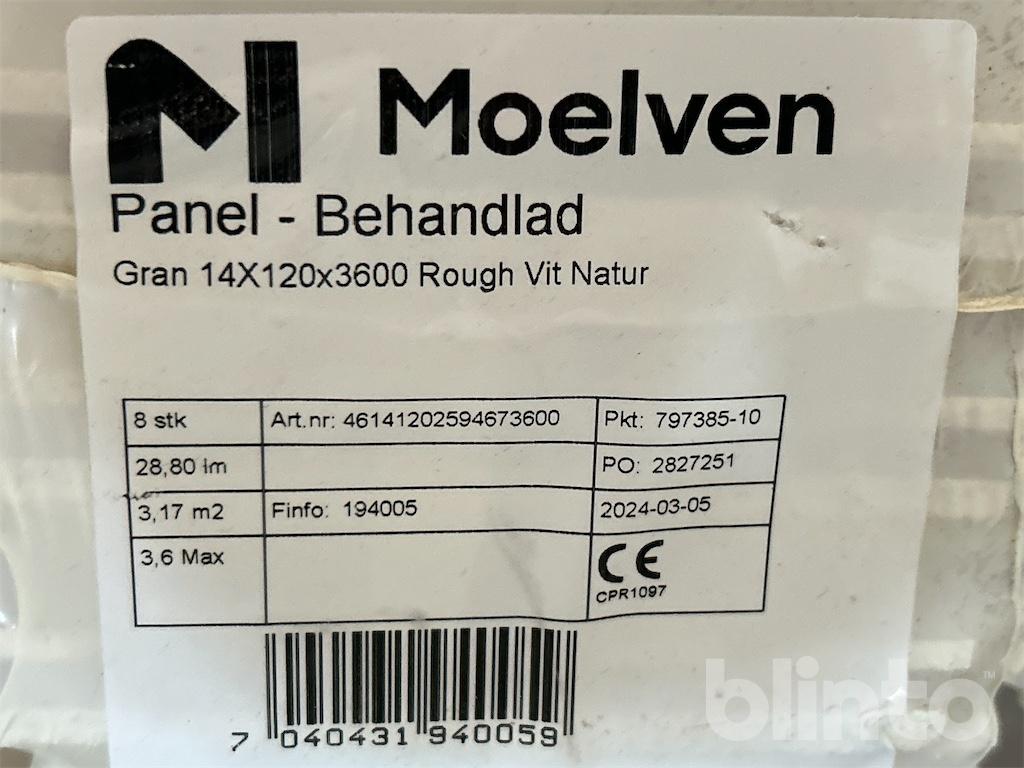 Moelven
Panel - Behandlad
Gran 14X120x3600 Rough Vit Natur
8 stk Art.nr: 46141202594673600 Pkt: 797385-10
28,80 lm PO: 2827251
3,17 m2 Finfo: 194005 2024-03-05
3,6 Max CE
CPR1097
7 040431 940059
blinto™